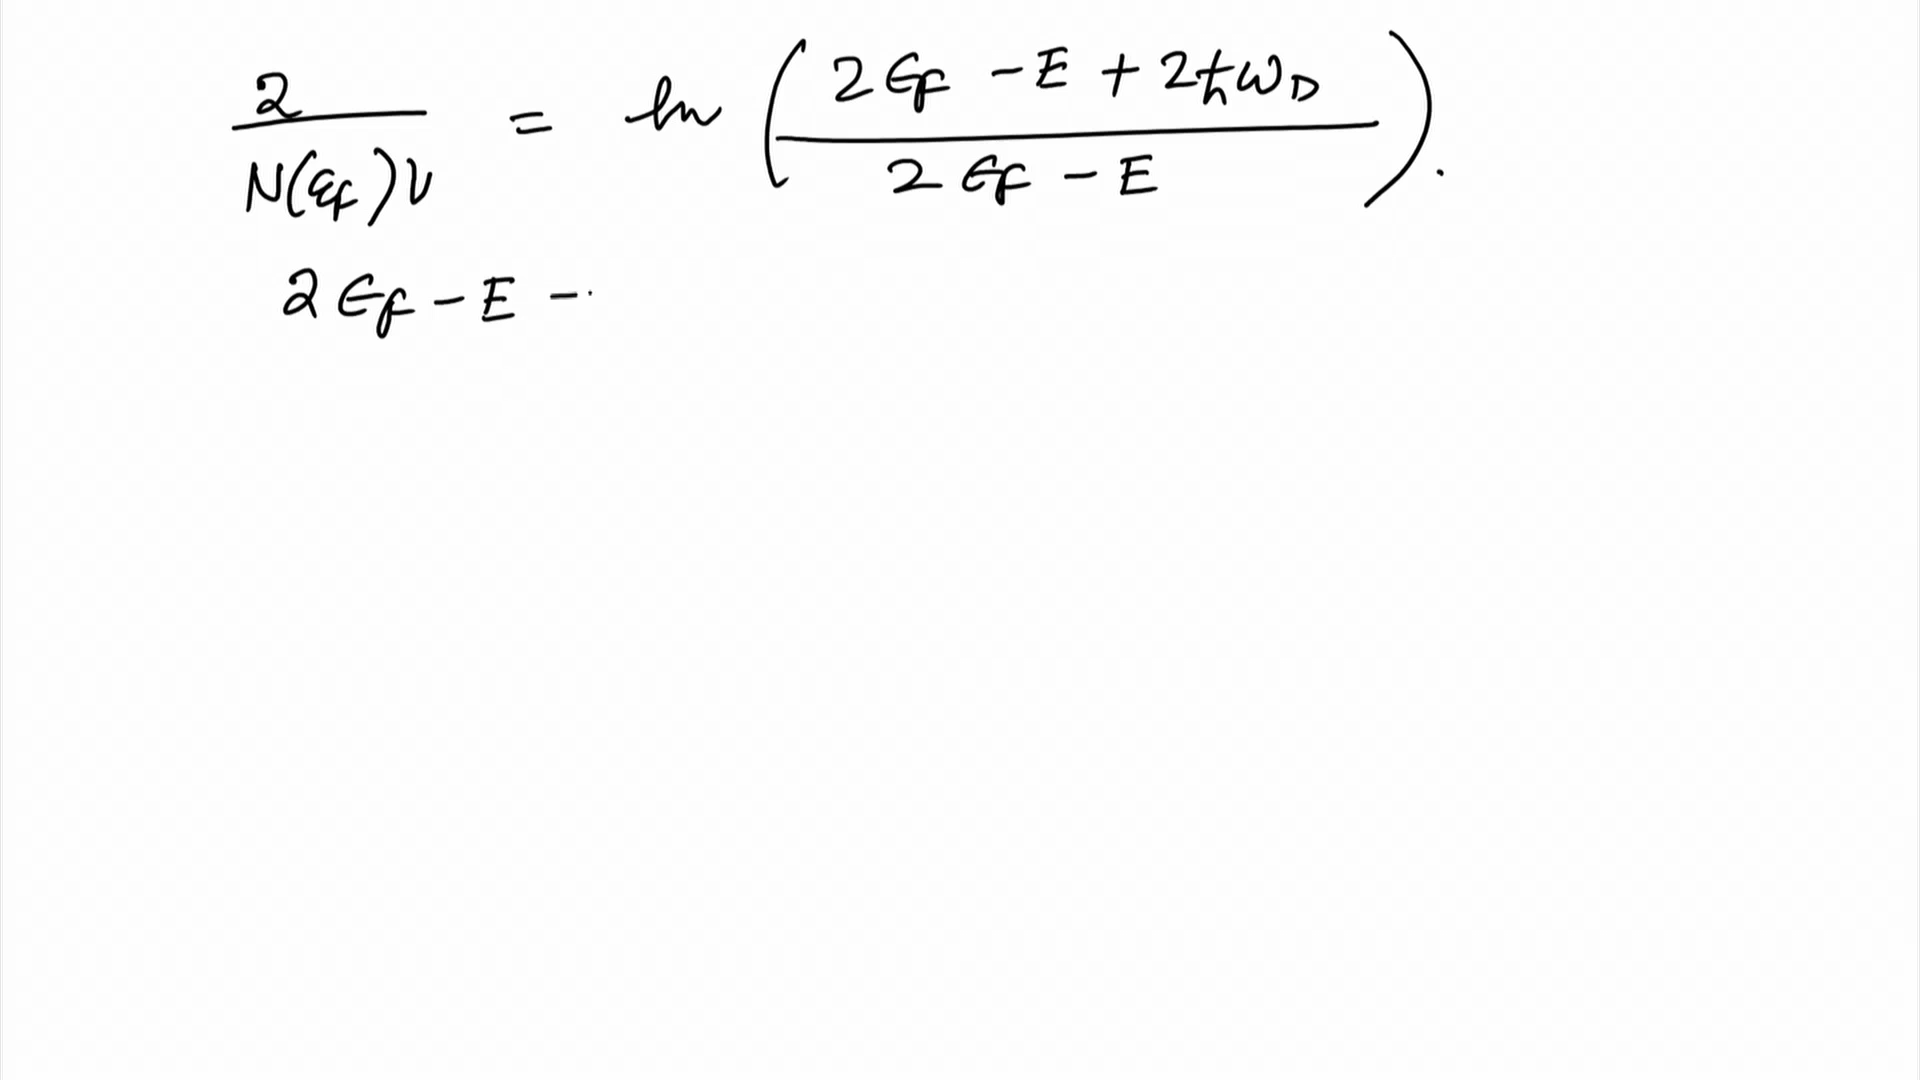 2/N(ϵf)V = ln ( (2ϵf - E + 2ħωD) / (2ϵf - E) ).
2ϵf - E -